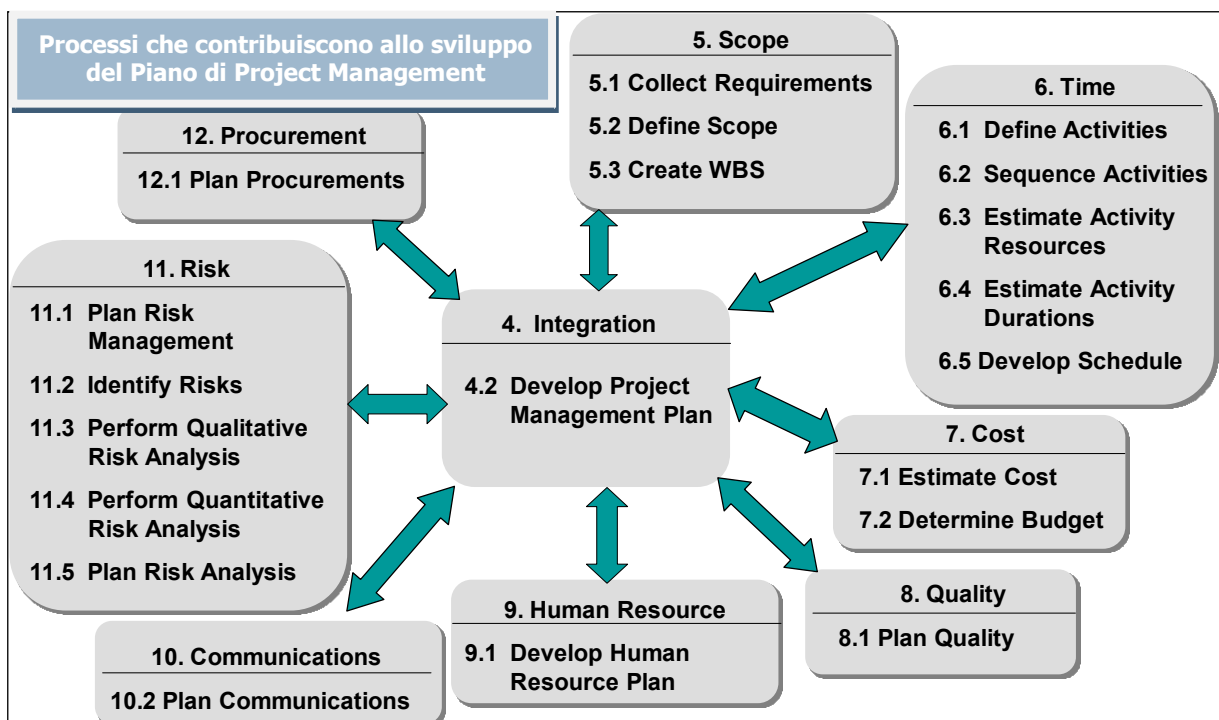 Processi che contribuiscono allo sviluppo
del Piano di Project Management
5. Scope
5.1 Collect Requirements
5.2 Define Scope
5.3 Create WBS
6. Time
6.1 Define Activities
6.2 Sequence Activities
6.3 Estimate Activity
Resources
6.4 Estimate Activity
Durations
6.5 Develop Schedule
12. Procurement
12.1 Plan Procurements
11. Risk
11.1 Plan Risk
Management
11.2 Identify Risks
11.3 Perform Qualitative
Risk Analysis
11.4 Perform Quantitative
Risk Analysis
11.5 Plan Risk Analysis
4. Integration
4.2 Develop Project
Management Plan
7. Cost
7.1 Estimate Cost
7.2 Determine Budget
8. Quality
8.1 Plan Quality
9. Human Resource
9.1 Develop Human
Resource Plan
10. Communications
10.2 Plan Communications